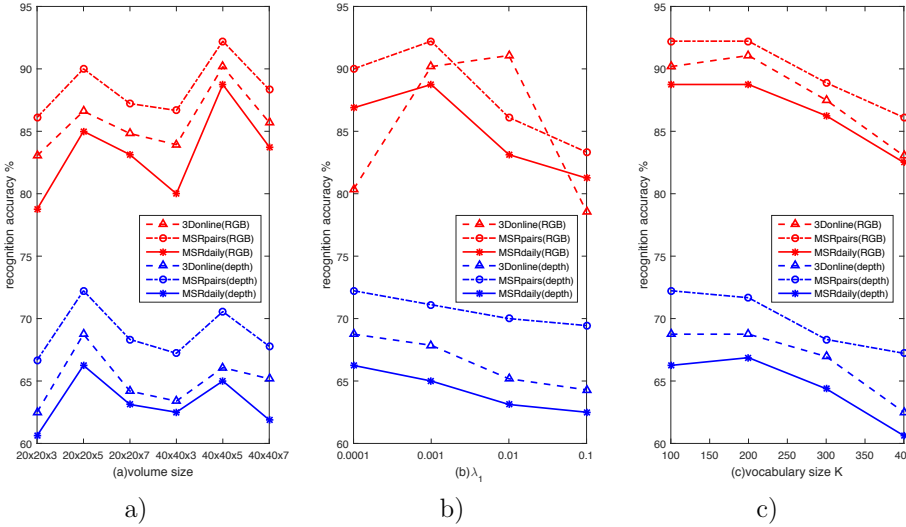 95
90
85
80
75
70
65
60
recognition accuracy %
3Donline(RGB)
MSRpairs(RGB)
MSRdaily(RGB)
3Donline(depth)
MSRpairs(depth)
MSRdaily(depth)
20x20x3 20x20x5 20x20x7 40x40x3 40x40x5 40x40x7
(a)volume size
a)
95
90
85
80
75
70
65
60
recognition accuracy %
3Donline(RGB)
MSRpairs(RGB)
MSRdaily(RGB)
3Donline(depth)
MSRpairs(depth)
MSRdaily(depth)
0.0001 0.001 0.01 0.1
(b)λ₁
b)
95
90
85
80
75
70
65
60
recognition accuracy %
3Donline(RGB)
MSRpairs(RGB)
MSRdaily(RGB)
3Donline(depth)
MSRpairs(depth)
MSRdaily(depth)
100 150 200 250 300 350
(c)vocabulary size K
c)